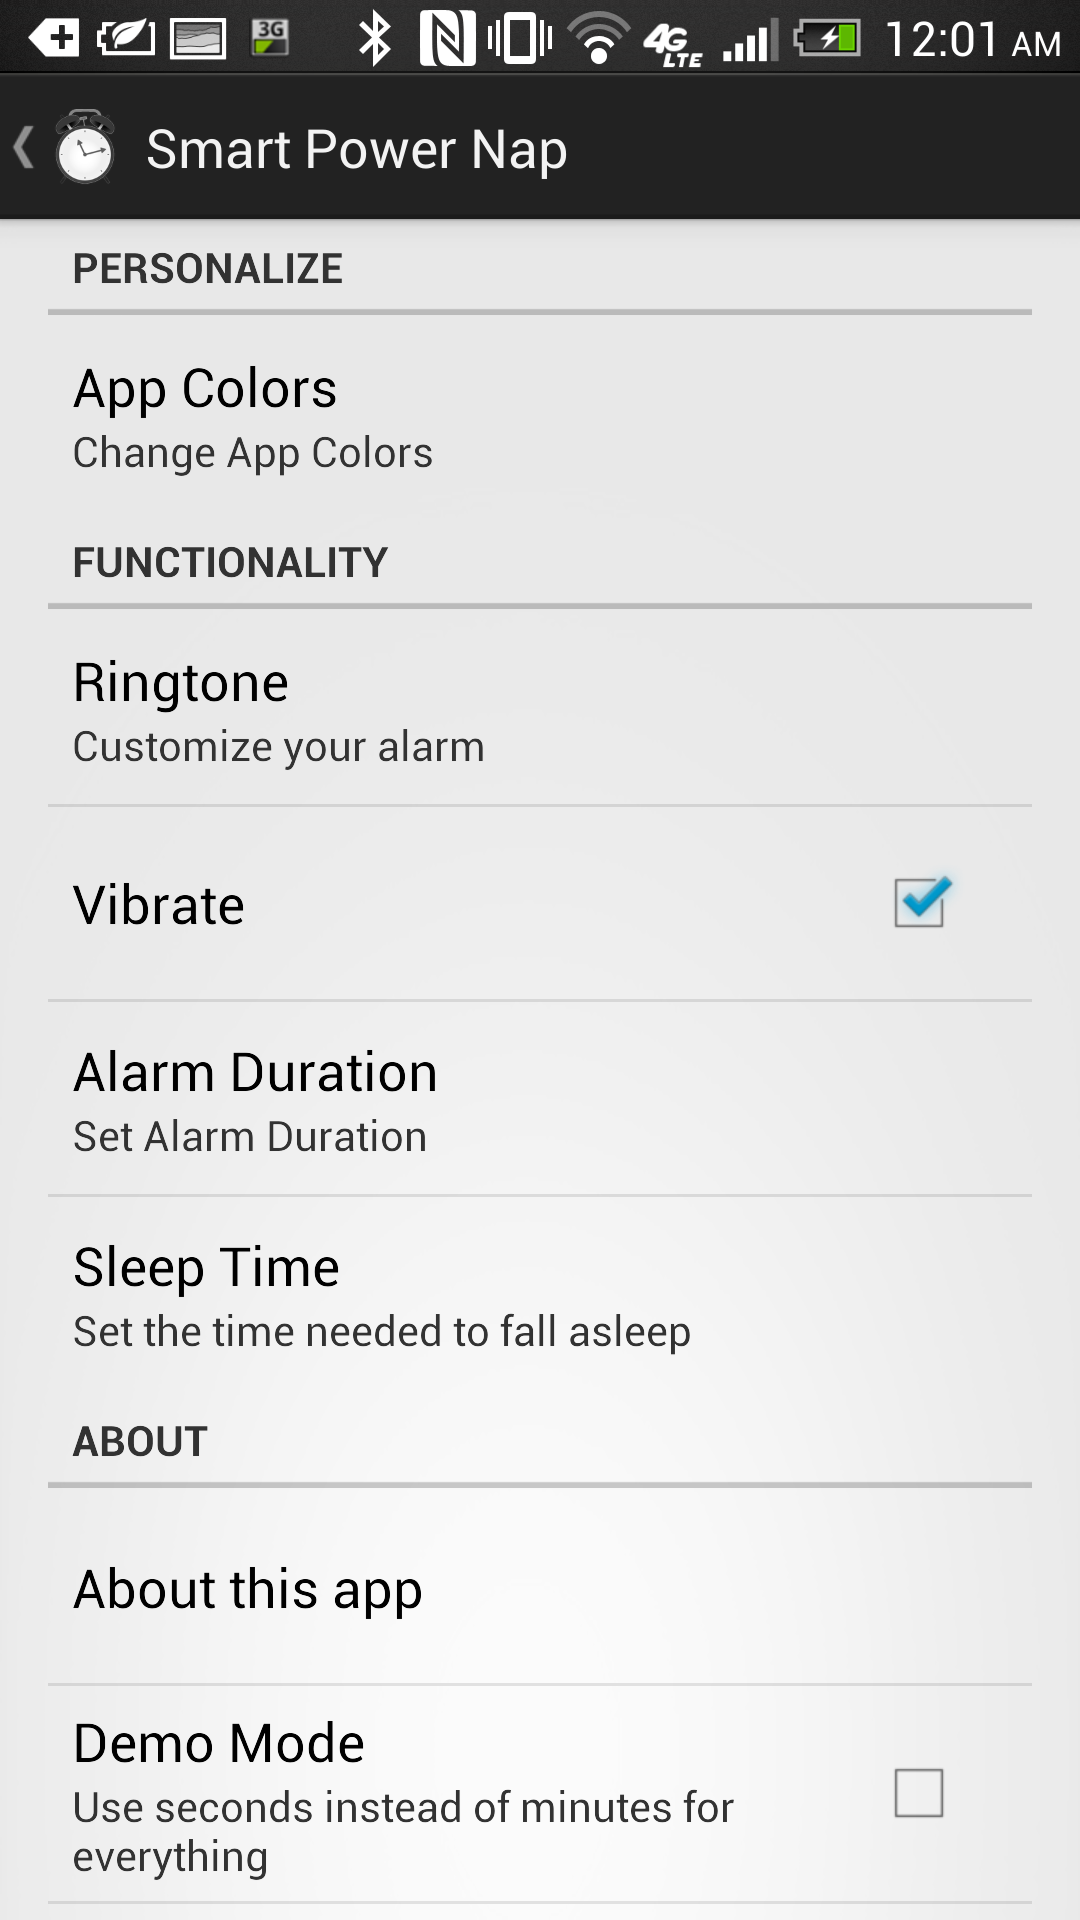 3G
4G
LTE
12:01 AM
Smart Power Nap
PERSONALIZE
App Colors
Change App Colors
FUNCTIONALITY
Ringtone
Customize your alarm
Vibrate
Alarm Duration
Set Alarm Duration
Sleep Time
Set the time needed to fall asleep
ABOUT
About this app
Demo Mode
Use seconds instead of minutes for
everything